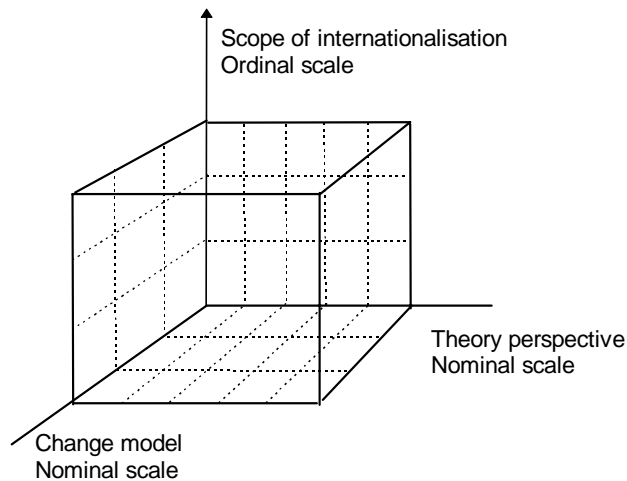 Scope of internationalisation
Ordinal scale
Theory perspective
Nominal scale
Change model
Nominal scale